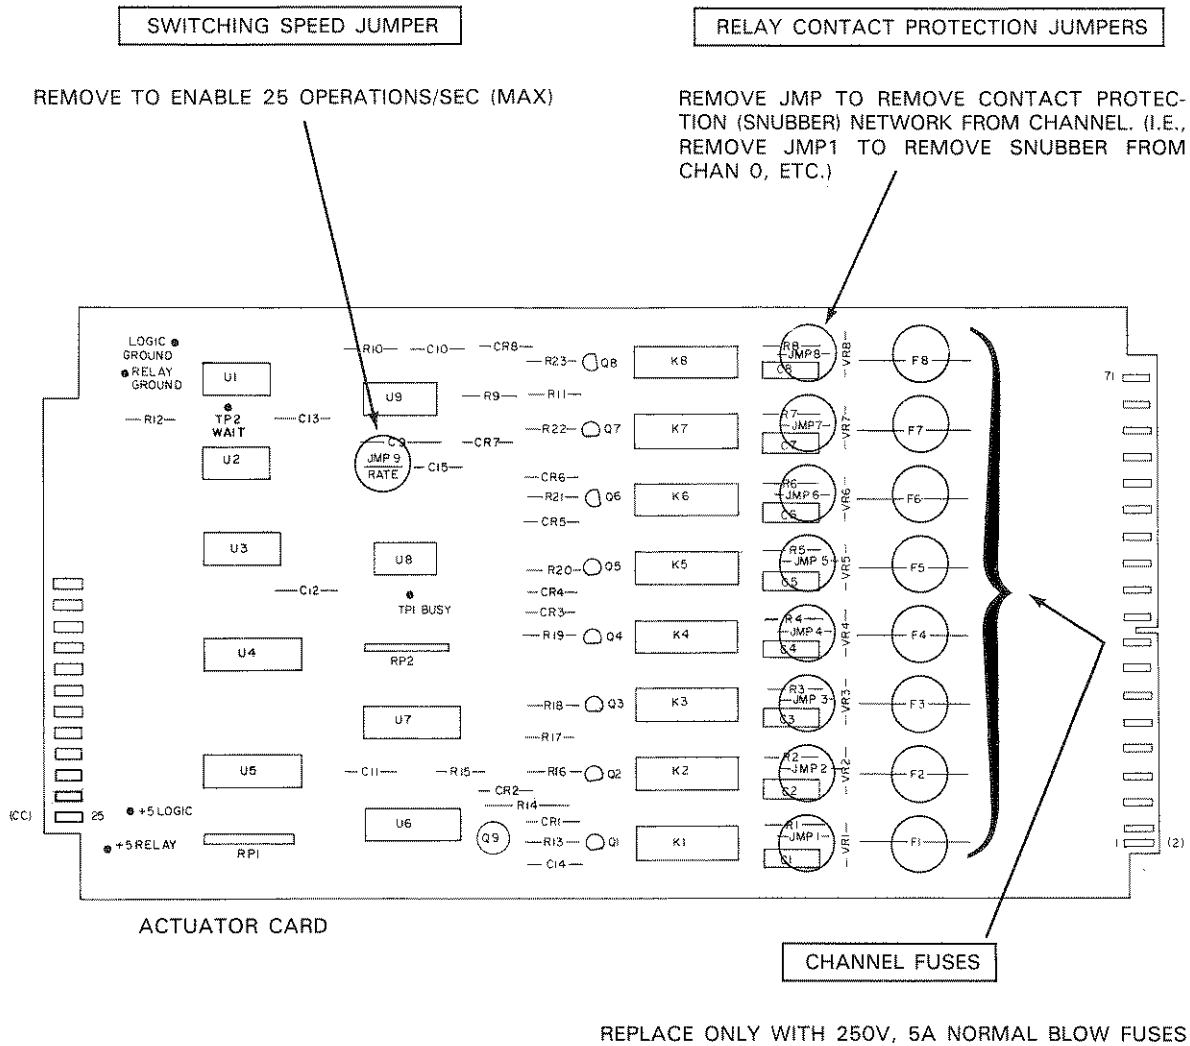 SWITCHING SPEED JUMPER
RELAY CONTACT PROTECTION JUMPERS
REMOVE TO ENABLE 25 OPERATIONS/SEC (MAX)
REMOVE JMP TO REMOVE CONTACT PROTEC-
TION (SNUBBER) NETWORK FROM CHANNEL. (I.E.,
REMOVE JMP1 TO REMOVE SNUBBER FROM
CHAN 0, ETC.)
LOGIC
GROUND
RELAY
GROUND
U1
R12
TP2
WAIT
C13
U2
U3
C12
U4
U5
+5 LOGIC
+5 RELAY
RP1
(CC)
25
R10
C10
CR8
U9
R9
C9
CR7
JMP 9
RATE
C15
U8
TP1 BUSY
RP2
U7
C11
R15
CR2
R14
U6
Q9
R23
Q8
K8
R8
JMP8
C8
VR8
F8
R11
R22
Q7
K7
R7
JMP7
C7
VR7
F7
CR6
R21
Q6
K6
R6
JMP 6
C6
VR6
F6
CR5
R20
Q5
K5
R5
JMP 5
C5
VR5
F5
CR4
CR3
R19
Q4
K4
R4
JMP 4
C4
VR4
F4
R18
Q3
K3
R3
JMP 3
C3
VR3
F3
R17
R16
Q2
K2
R2
JMP 2
C2
VR2
F2
CR1
R13
Q1
K1
R1
JMP 1
C1
VR1
F1
C14
71
1
(2)
ACTUATOR CARD
CHANNEL FUSES
REPLACE ONLY WITH 250V, 5A NORMAL BLOW FUSES